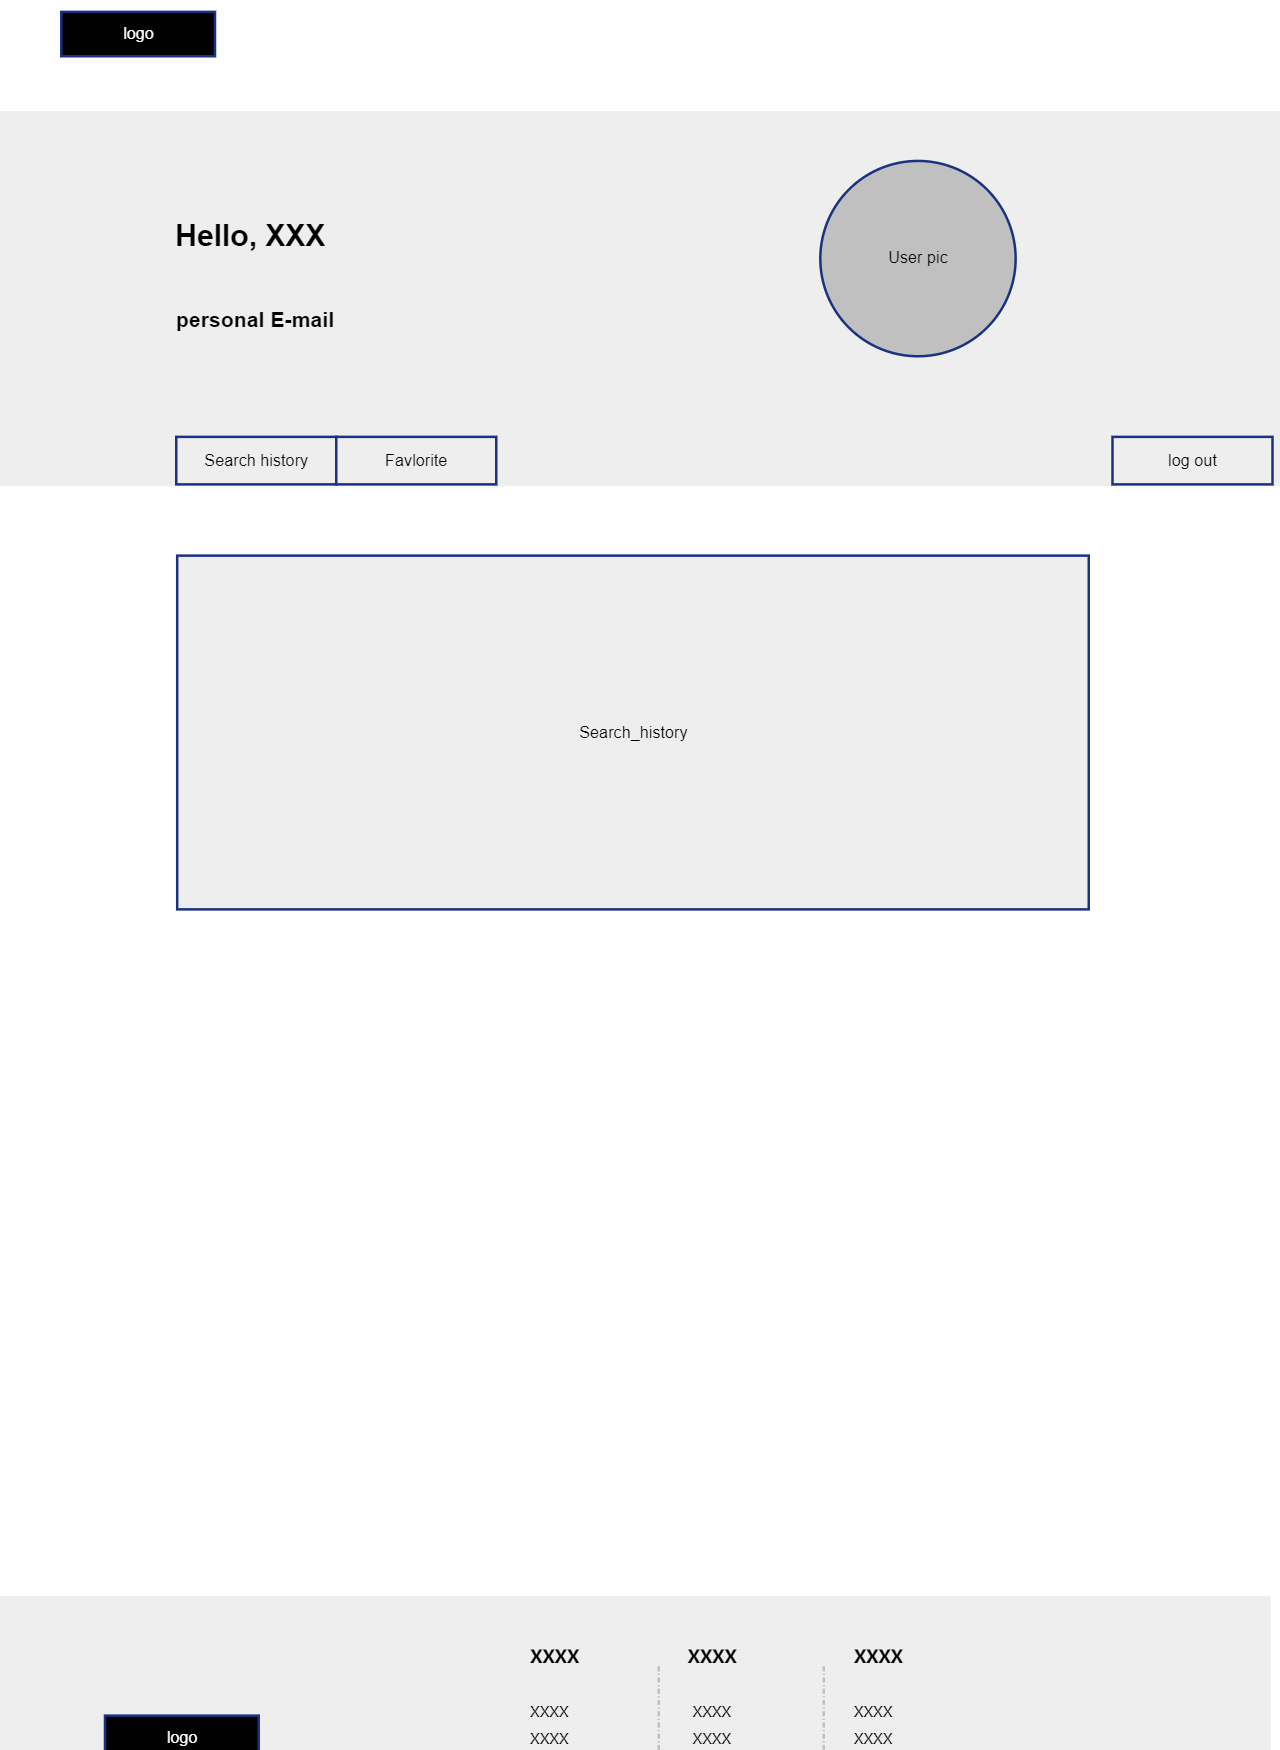 logo
Hello, XXX
User pic
personal E-mail
Search history
Favlorite
log out
Search_history
XXXX XXXX XXXX
XXXX XXXX XXXX
logo
XXXX XXXX XXXX